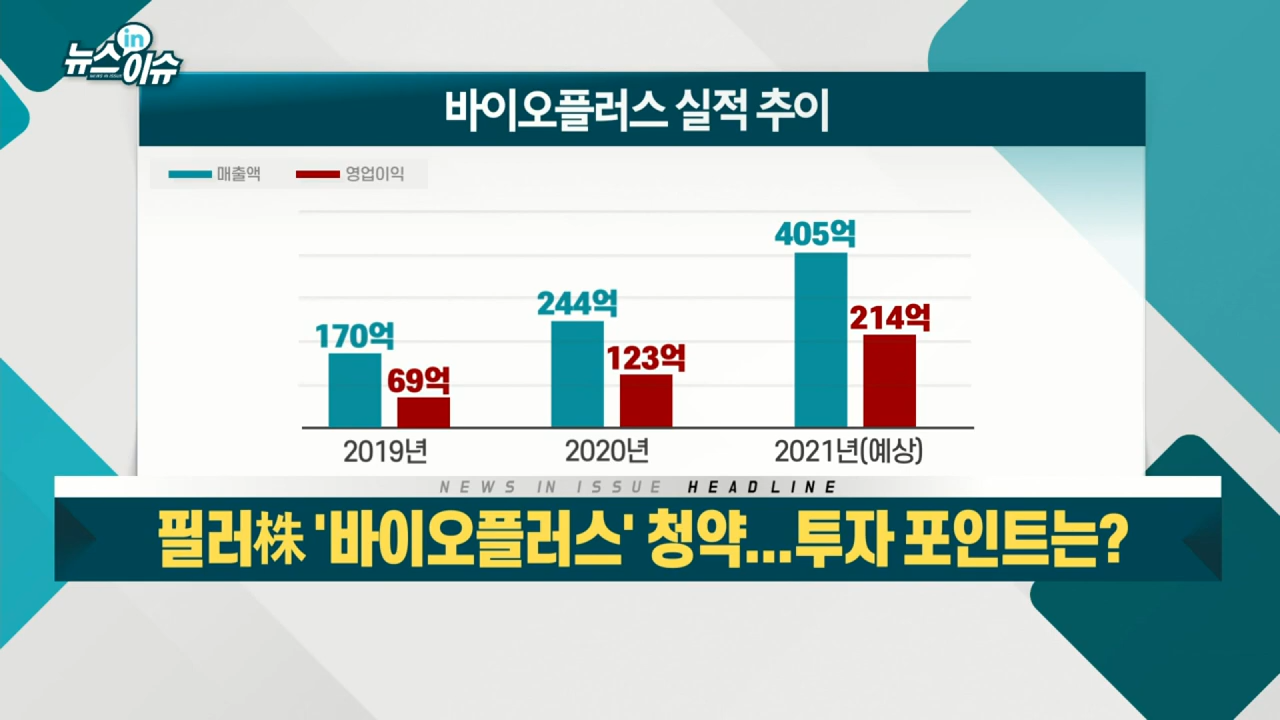 뉴스in이슈
NEWS IN ISSUE
바이오플러스 실적 추이
매출액 영업이익
170억 69억 244억 123억 405억 214억
2019년 2020년 2021년(예상)
NEWS IN ISSUE HEADLINE
필러株 '바이오플러스' 청약...투자 포인트는?